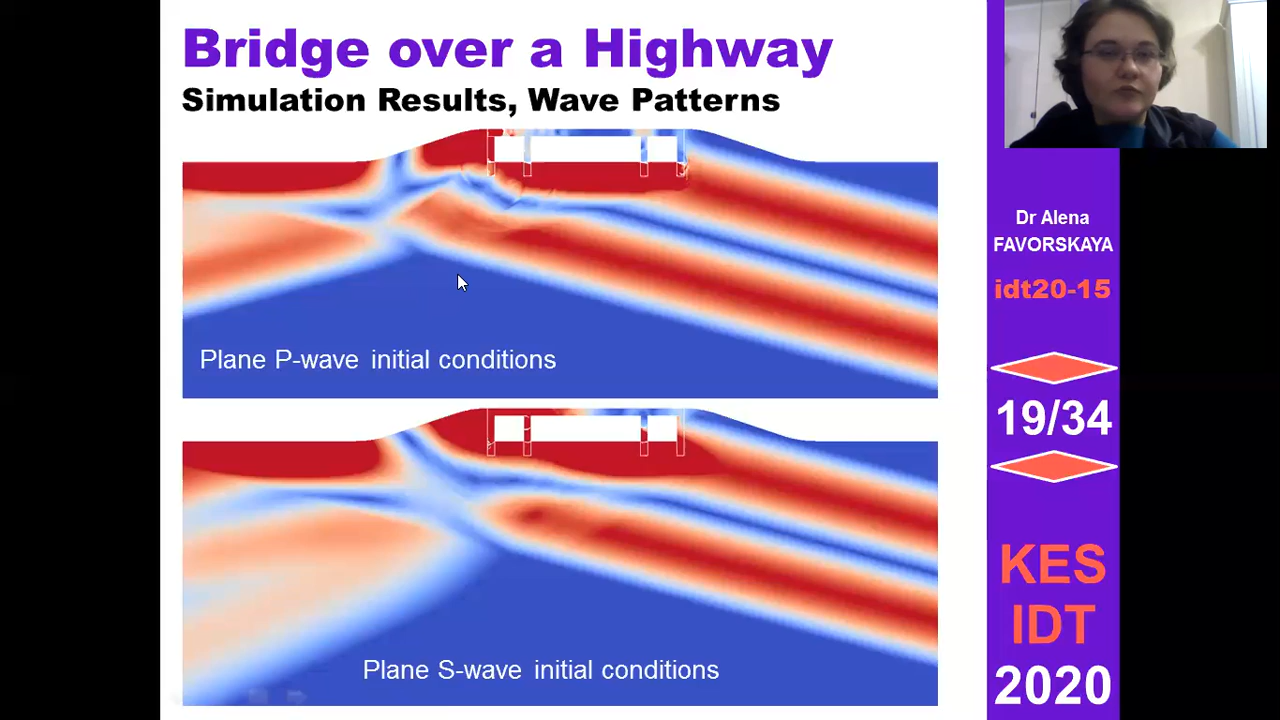 Bridge over a Highway
Simulation Results, Wave Patterns
Plane P-wave initial conditions
Plane S-wave initial conditions
Dr Alena
FAVORSKAYA
idt20-15
19/34
KES
IDT
2020